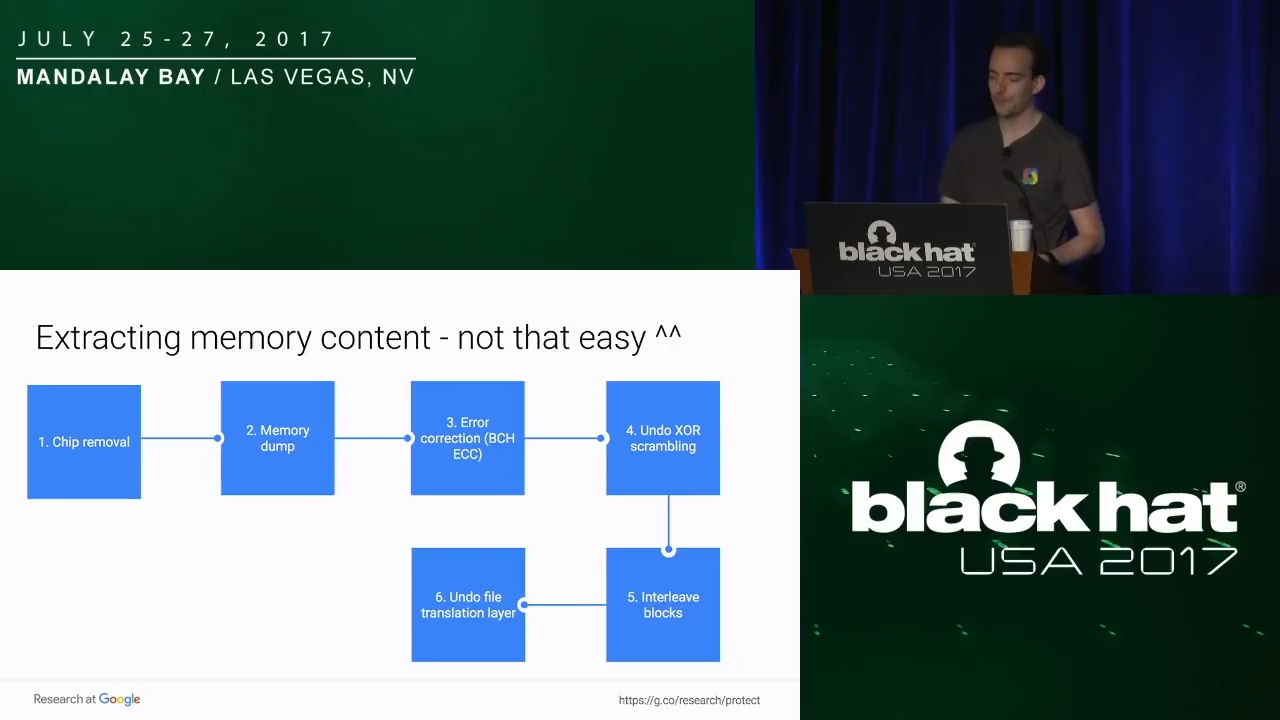 JULY 25-27, 2017
MANDALAY BAY / LAS VEGAS, NV
black hat
USA 2017
Extracting memory content - not that easy ^^
1. Chip removal
2. Memory
dump
3. Error
correction (BCH
ECC)
4. Undo XOR
scrambling
5. Interleave
blocks
6. Undo file
translation layer
Research at Google
https://g.co/research/protect
black hat®
USA 2017